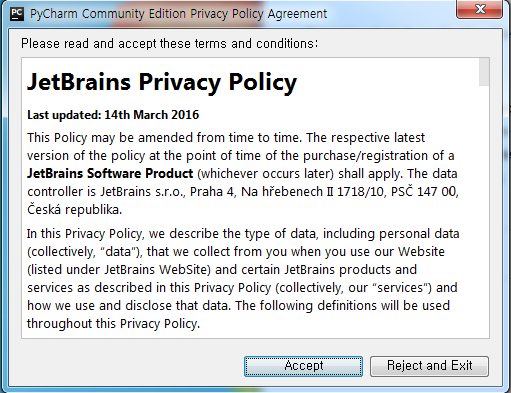 PC PyCharm Community Edition Privacy Policy Agreement
Please read and accept these terms and conditions:
JetBrains Privacy Policy
Last updated: 14th March 2016
This Policy may be amended from time to time. The respective latest
version of the policy at the point of time of the purchase/registration of a
JetBrains Software Product (whichever occurs later) shall apply. The data
controller is JetBrains s.r.o., Praha 4, Na hřebenech II 1718/10, PSČ 147 00,
Česká republika.
In this Privacy Policy, we describe the type of data, including personal data
(collectively, “data”), that we collect from you when you use our Website
(listed under JetBrains WebSite) and certain JetBrains products and
services as described in this Privacy Policy (collectively, our “services”) and
how we use and disclose that data. The following definitions will be used
throughout this Privacy Policy.
Accept
Reject and Exit